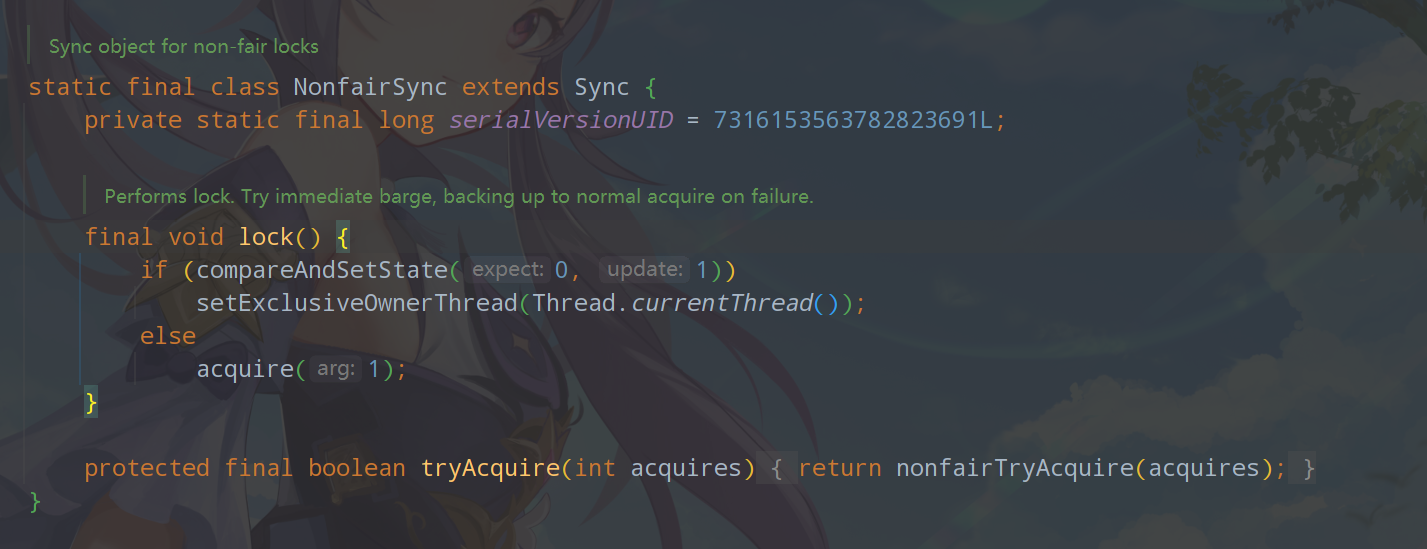 Sync object for non-fair locks
static final class NonfairSync extends Sync {
private static final long serialVersionUID = 7316153563782823691L;
Performs lock. Try immediate barge, backing up to normal acquire on failure.
final void lock() {
if (compareAndSetState( expect: 0, update: 1))
setExclusiveOwnerThread(Thread.currentThread());
else
acquire( arg: 1);
}
protected final boolean tryAcquire(int acquires) { return nonfairTryAcquire(acquires); }
}